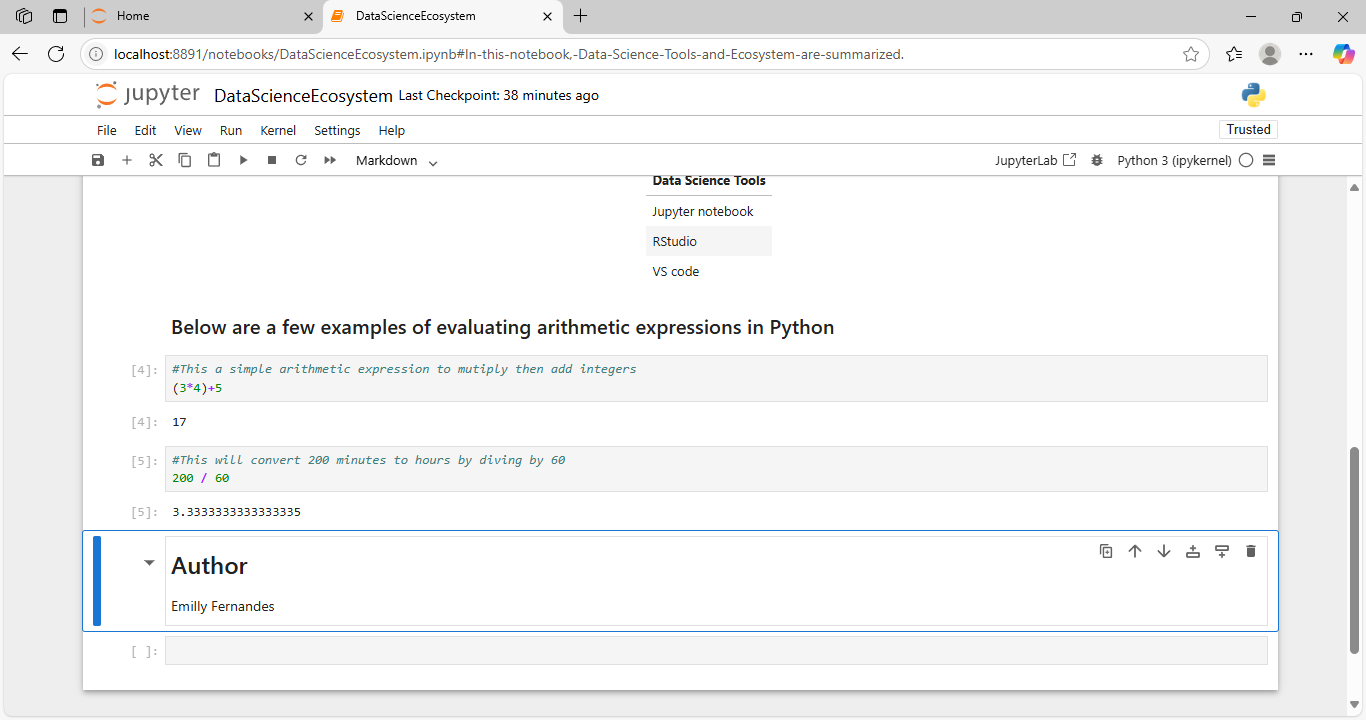 Home
DataScienceEcosystem
localhost:8891/notebooks/DataScienceEcosystem.ipynb#In-this-notebook,-Data-Science-Tools-and-Ecosystem-are-summarized.
jupyter DataScienceEcosystem Last Checkpoint: 38 minutes ago
File Edit View Run Kernel Settings Help
Trusted
Markdown
JupyterLab
Python 3 (ipykernel)
Data Science Tools
Jupyter notebook
RStudio
VS code
Below are a few examples of evaluating arithmetic expressions in Python
[4]: #This a simple arithmetic expression to mutiply then add integers
(3*4)+5
[4]: 17
[5]: #This will convert 200 minutes to hours by diving by 60
200 / 60
[5]: 3.3333333333333335
Author
Emilly Fernandes
[ ]: